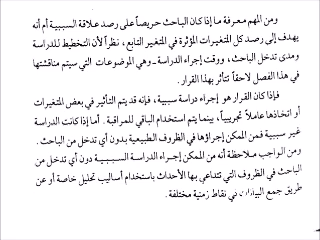 ومن المهم معرفة ما إذا كان الباحث حريصاً على رصد علاقة السببية أم أنه
يهدف إلى رصد كل المتغيرات المؤثرة في المتغير التابع، نظراً لأن التخطيط للدراسة
ومدى تدخل الباحث، ووقت إجراء الدراسة - وهي الموضوعات التي سيتم مناقشتها
في هذا الفصل لاحقاً تتأثر بهذا القرار.
فإذا كان القرار هو إجراء دراسة سببية، فإنه قد يتم التأثير في بعض المتغيرات
أو اتخاذها عاملاً تجريبياً، بينما يتم استخدام الباقي للمراقبة. أما إذا كانت الدراسة
غير سببية فمن الممكن إجراؤها في الظروف الطبيعية بدون أي تدخل من الباحث.
ومن الواجب ملاحظة أنه من الممكن إجراء الدراسة السببية دون أي تدخل من
الباحث في الظروف التي تتداعى بها الأحداث باستخدام أساليب تحليل خاصة أو عن
طريق جمع البيانات في نقاط زمنية مختلفة.